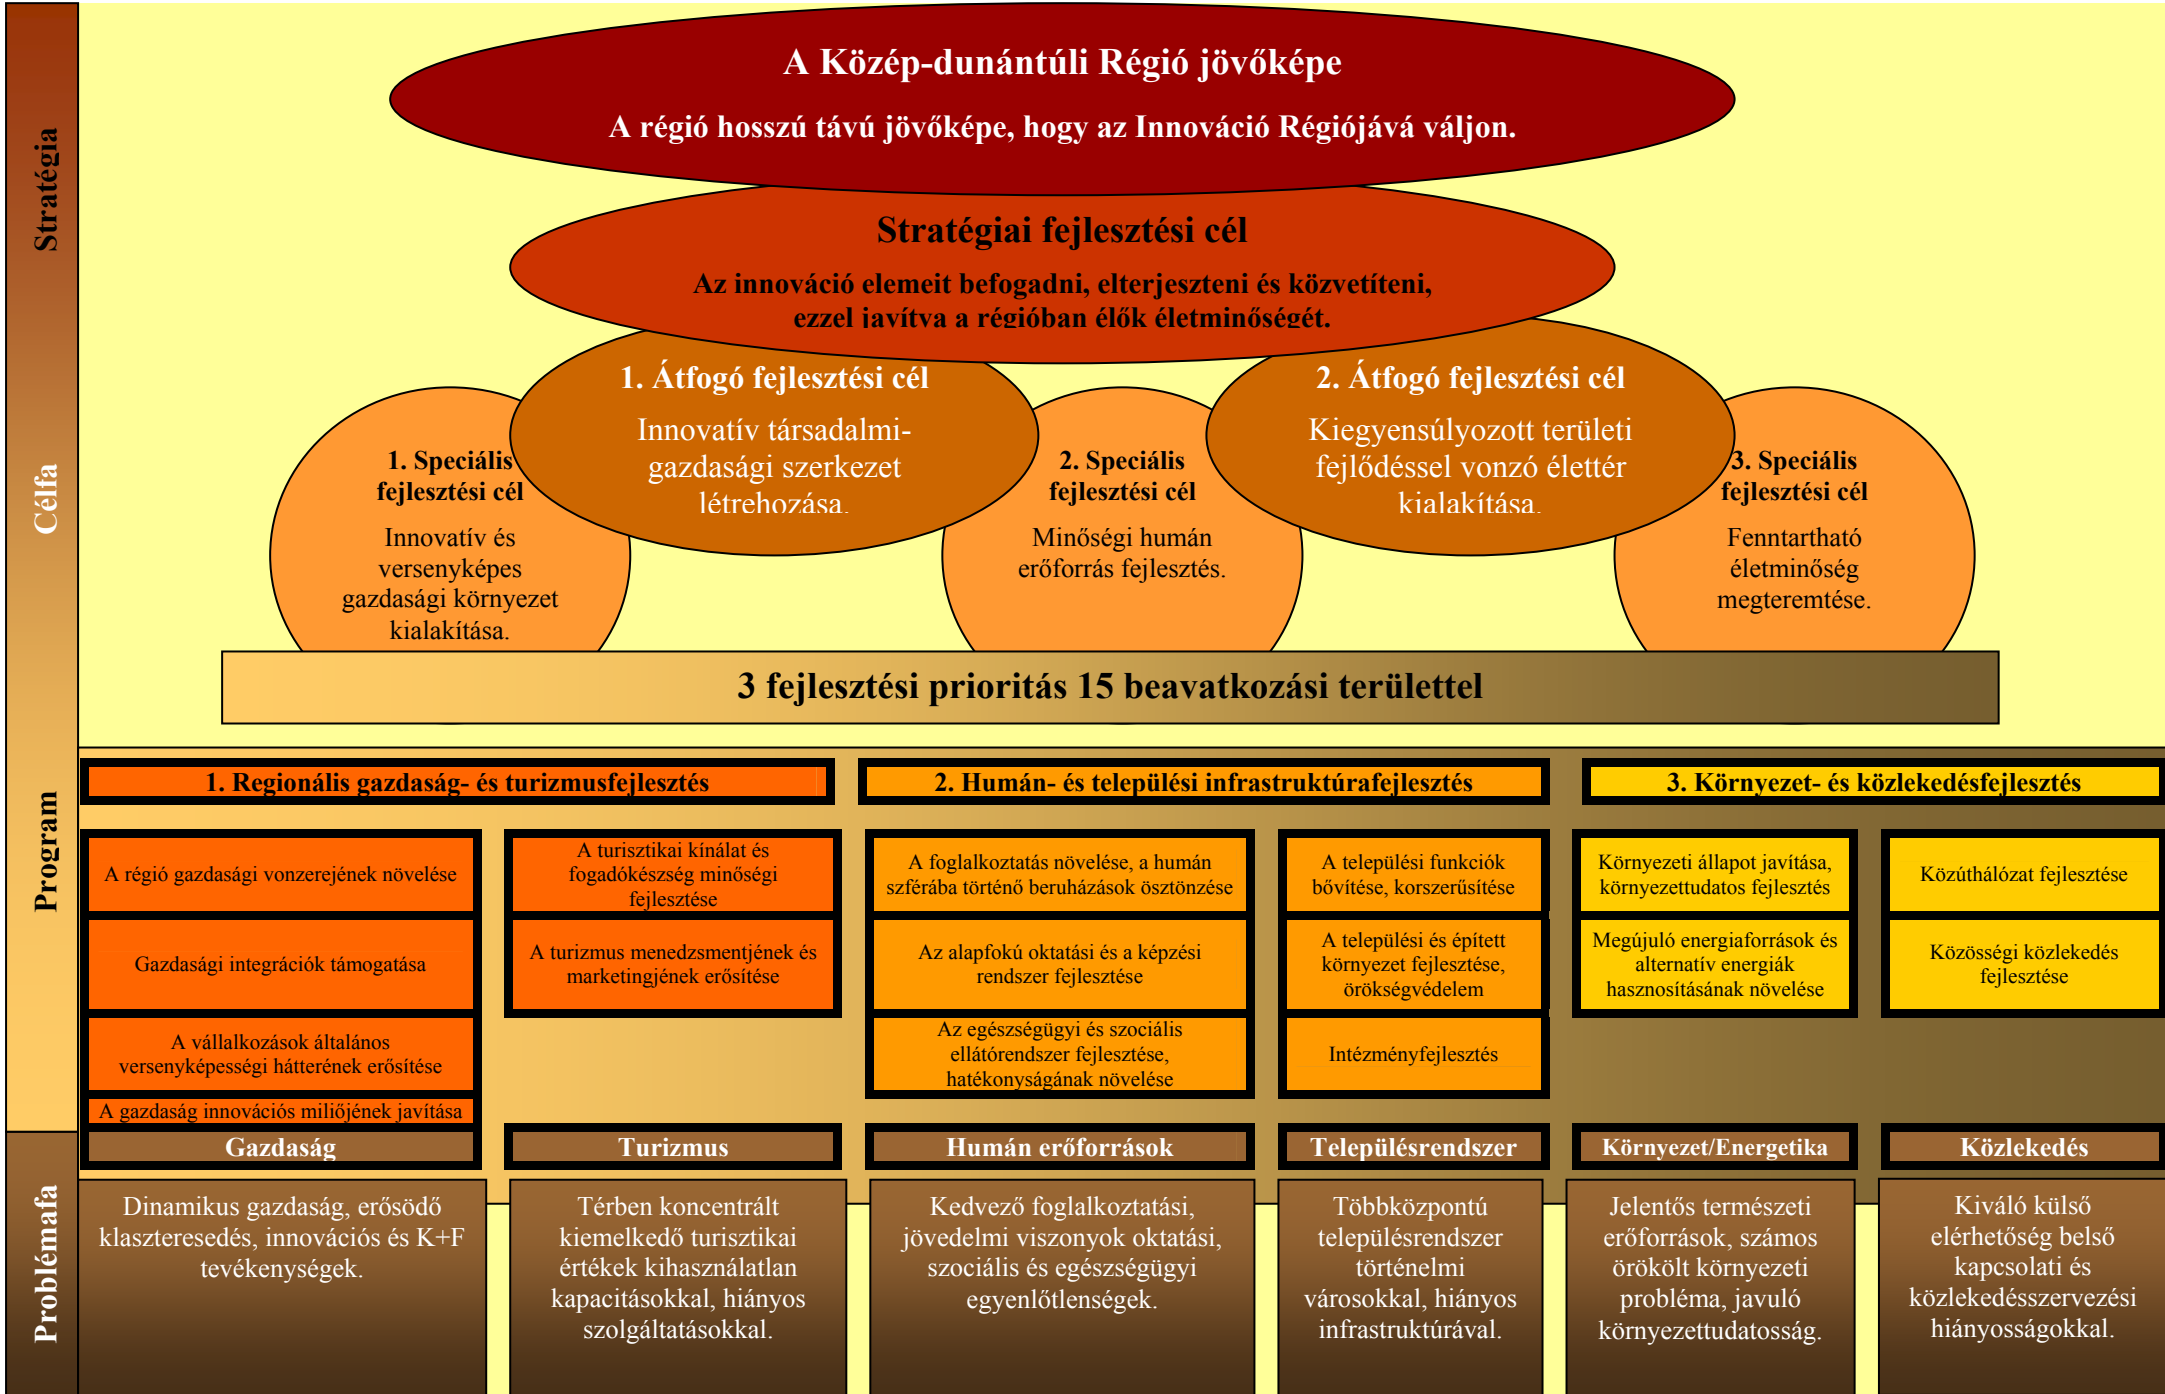 A Közép-dunántúli Régió jövőképe
A régió hosszú távú jövőképe, hogy az Innováció Régiójává váljon.
Stratégia
Stratégiai fejlesztési cél
Az innováció elemeit befogadni, elterjeszteni és közvetíteni,
ezzel javítva a régióban élők életminőségét.
Célfa
1. Átfogó fejlesztési cél
Innovatív társadalmi-
gazdasági szerkezet
létrehozása.
2. Átfogó fejlesztési cél
Kiegyensúlyozott területi
fejlődéssel vonzó élettér
kialakítása.
1. Speciális
fejlesztési cél
Innovatív és
versenyképes
gazdasági környezet
kialakítása.
2. Speciális
fejlesztési cél
Minőségi humán
erőforrás fejlesztés.
3. Speciális
fejlesztési cél
Fenntartható
életminőség
megteremtése.
3 fejlesztési prioritás 15 beavatkozási területtel
Program
1. Regionális gazdaság- és turizmusfejlesztés
2. Humán- és települési infrastruktúrafejlesztés
3. Környezet- és közlekedésfejlesztés
A régió gazdasági vonzerejének növelése
Gazdasági integrációk támogatása
A vállalkozások általános
versenyképességi hátterének erősítése
A gazdaság innovációs miliőjének javítása
A turisztikai kínálat és
fogadókészség minőségi
fejlesztése
A turizmus menedzsmentjének és
marketingjének erősítése
A foglalkoztatás növelése, a humán
szférába történő beruházások ösztönzése
Az alapfokú oktatási és a képzési
rendszer fejlesztése
Az egészségügyi és szociális
ellátórendszer fejlesztése,
hatékonyságának növelése
A települési funkciók
bővítése, korszerűsítése
A települési és épített
környezet fejlesztése,
örökségvédelem
Intézményfejlesztés
Környezeti állapot javítása,
környezettudatos fejlesztés
Megújuló energiaforrások és
alternatív energiák
hasznosításának növelése
Közúthálózat fejlesztése
Közösségi közlekedés
fejlesztése
Problémafa
Gazdaság
Turizmus
Humán erőforrások
Településrendszer
Környezet/Energetika
Közlekedés
Dinamikus gazdaság, erősödő
klaszteresedés, innovációs és K+F
tevékenységek.
Térben koncentrált
kiemelkedő turisztikai
értékek kihasználatlan
kapacitásokkal, hiányos
szolgáltatásokkal.
Kedvező foglalkoztatási,
jövedelmi viszonyok oktatási,
szociális és egészségügyi
egyenlőtlenségek.
Többközpontú
településrendszer
történelmi
városokkal, hiányos
infrastruktúrával.
Jelentős természeti
erőforrások, számos
örökölt környezeti
probléma, javuló
környezettudatosság.
Kiváló külső
elérhetőség belső
kapcsolati és
közlekedésszervezési
hiányosságokkal.